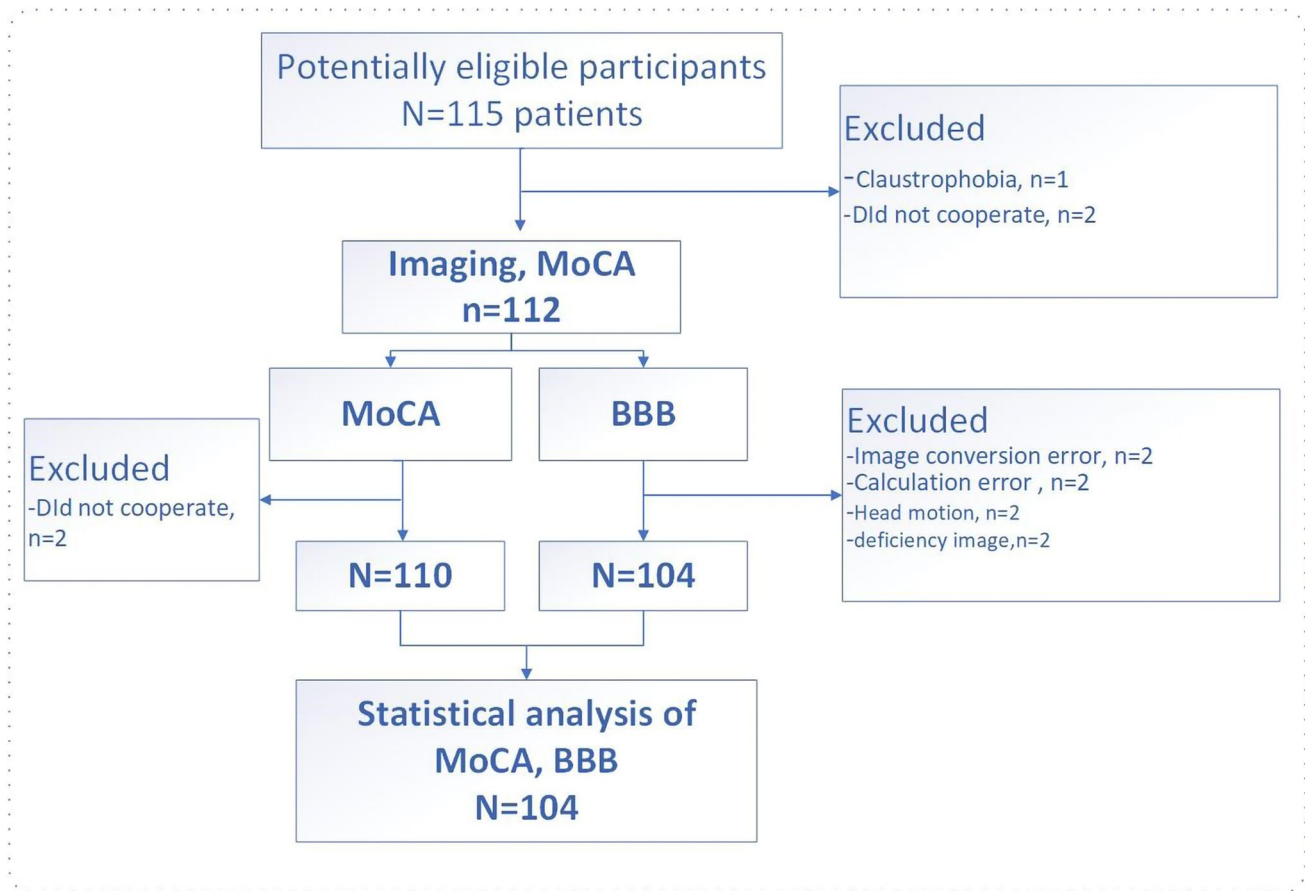 Potentially eligible participants
N=115 patients
Excluded
-Claustrophobia, n=1
-DId not cooperate, n=2
Imaging, MoCA
n=112
MoCA
BBB
Excluded
-DId not cooperate,
n=2
Excluded
-Image conversion error, n=2
-Calculation error , n=2
-Head motion, n=2
-deficiency image,n=2
N=110
N=104
Statistical analysis of
MoCA, BBB
N=104